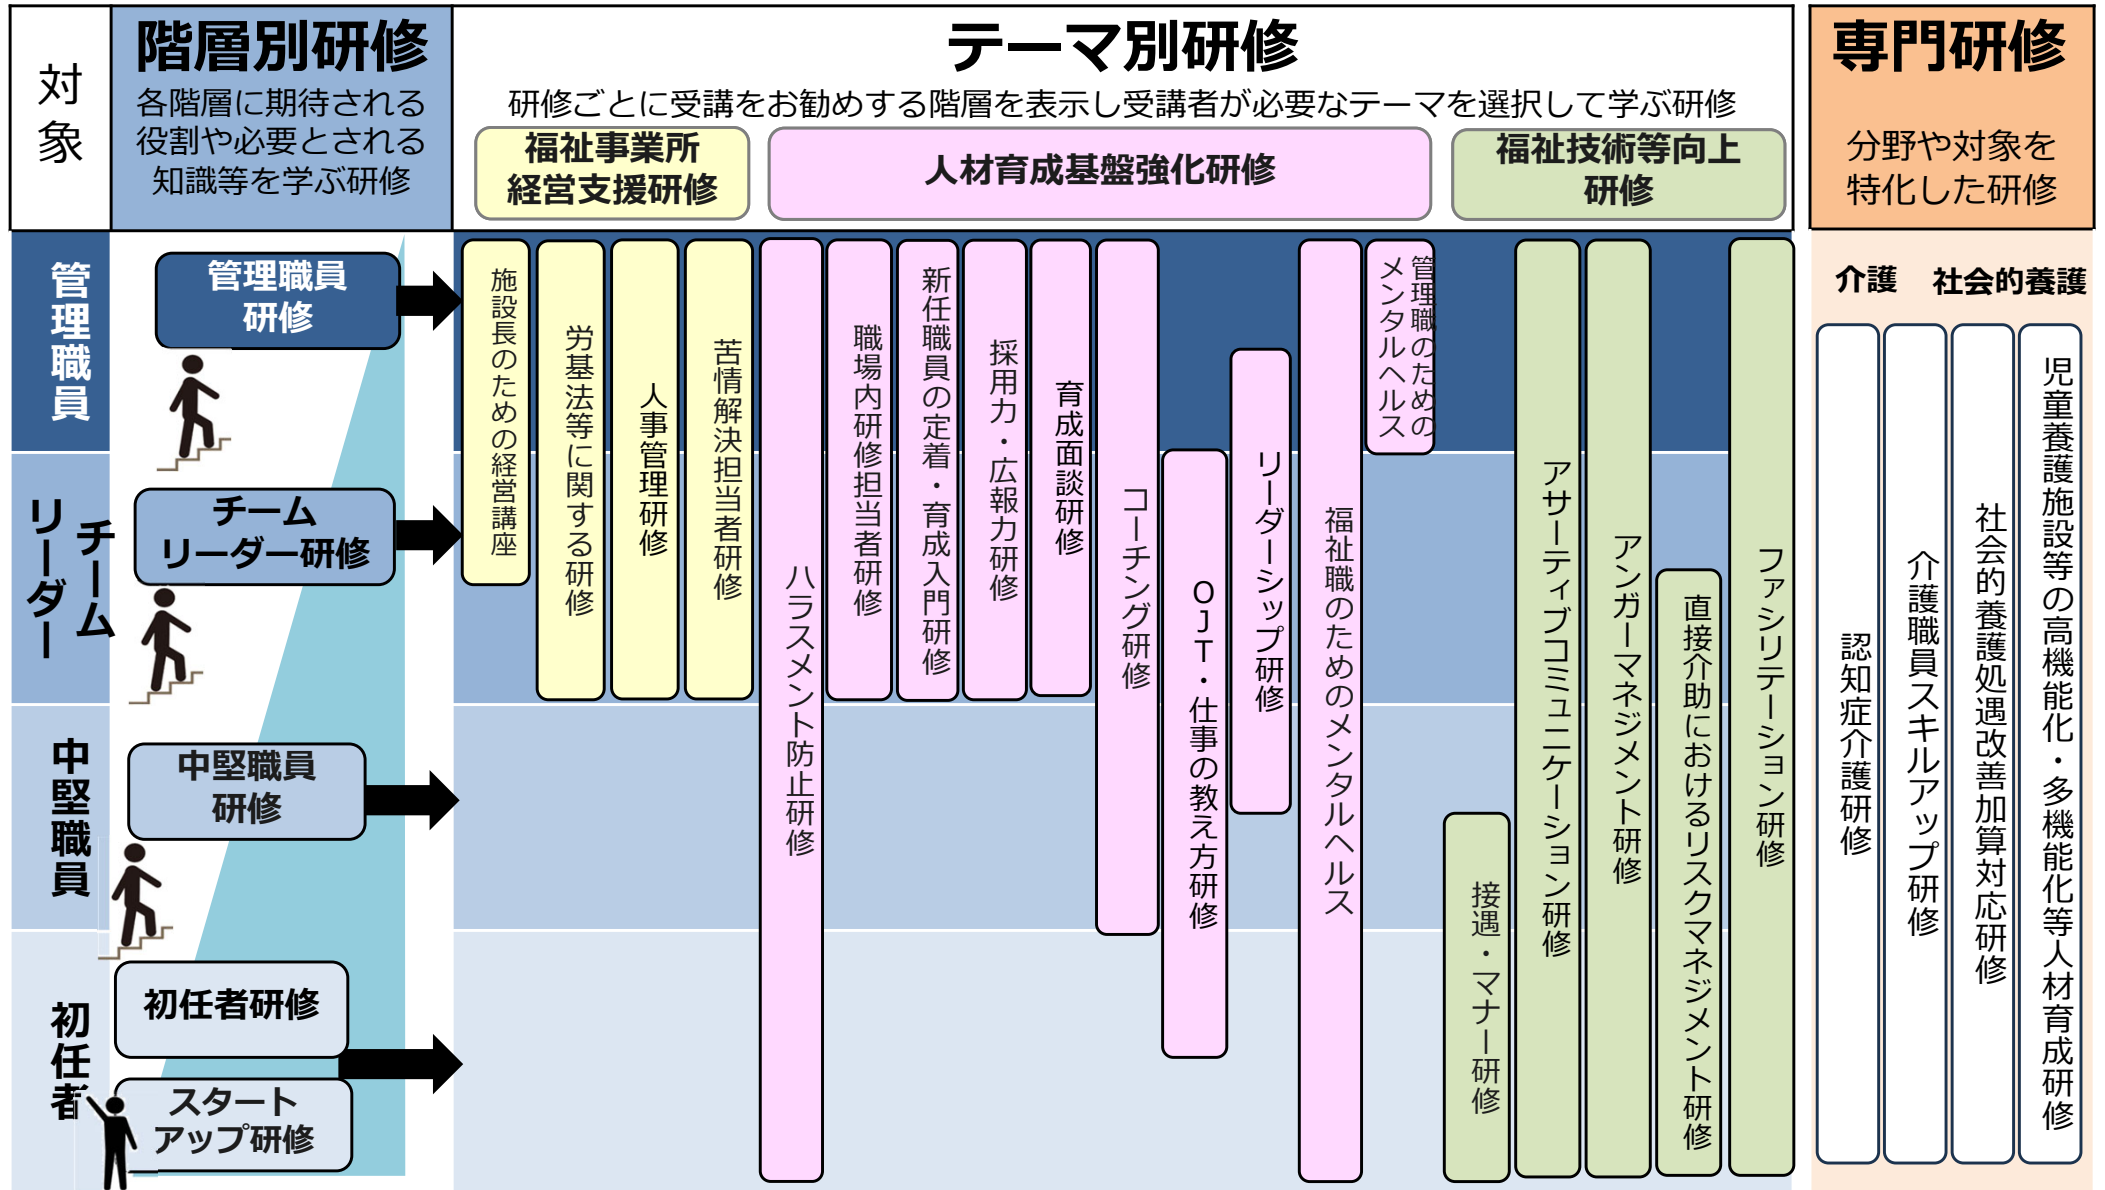 対象
階層別研修
各階層に期待される
役割や必要とされる
知識等を学ぶ研修
テーマ別研修
研修ごとに受講をお勧めする階層を表示し受講者が必要なテーマを選択して学ぶ研修
福祉事業所
経営支援研修
人材育成基盤強化研修
福祉技術等向上
研修
専門研修
分野や対象を
特化した研修
管理職員
管理職員
研修
チーム
リーダー
チーム
リーダー研修
中堅職員
中堅職員
研修
初任者
初任者研修
スタート
アップ研修
施設長のための経営講座
労基法等に関する研修
人事管理研修
苦情解決担当者研修
ハラスメント防止研修
職場内研修担当者研修
新任職員の定着・育成入門研修
採用力・広報力研修
育成面談研修
コーチング研修
OJT・仕事の教え方研修
リーダーシップ研修
福祉職のためのメンタルヘルス
管理職のための
メンタルヘルス
接遇・マナー研修
アサーティブコミュニケーション研修
アンガーマネジメント研修
直接介助におけるリスクマネジメント研修
ファシリテーション研修
介護
社会的養護
認知症介護研修
介護職員スキルアップ研修
社会的養護処遇改善加算対応研修
児童養護施設等の高機能化・多機能化等人材育成研修